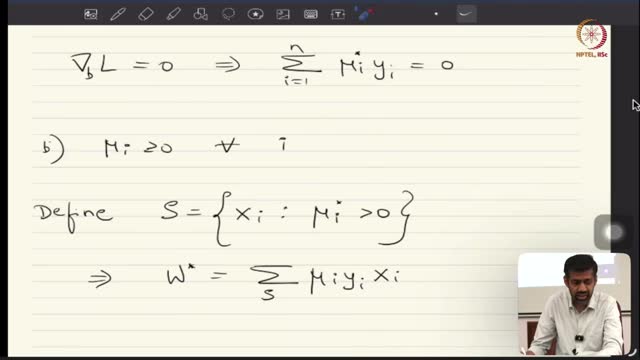 ∇_b L = 0 ⇒ Σ_{i=1}^{n} μ_i^* y_i = 0
b) μ_i ≥ 0 ∀ i
Define S = { x_i : μ_i^* > 0 }
⇒ W^* = Σ_S μ_i y_i x_i
NPTEL, IISc